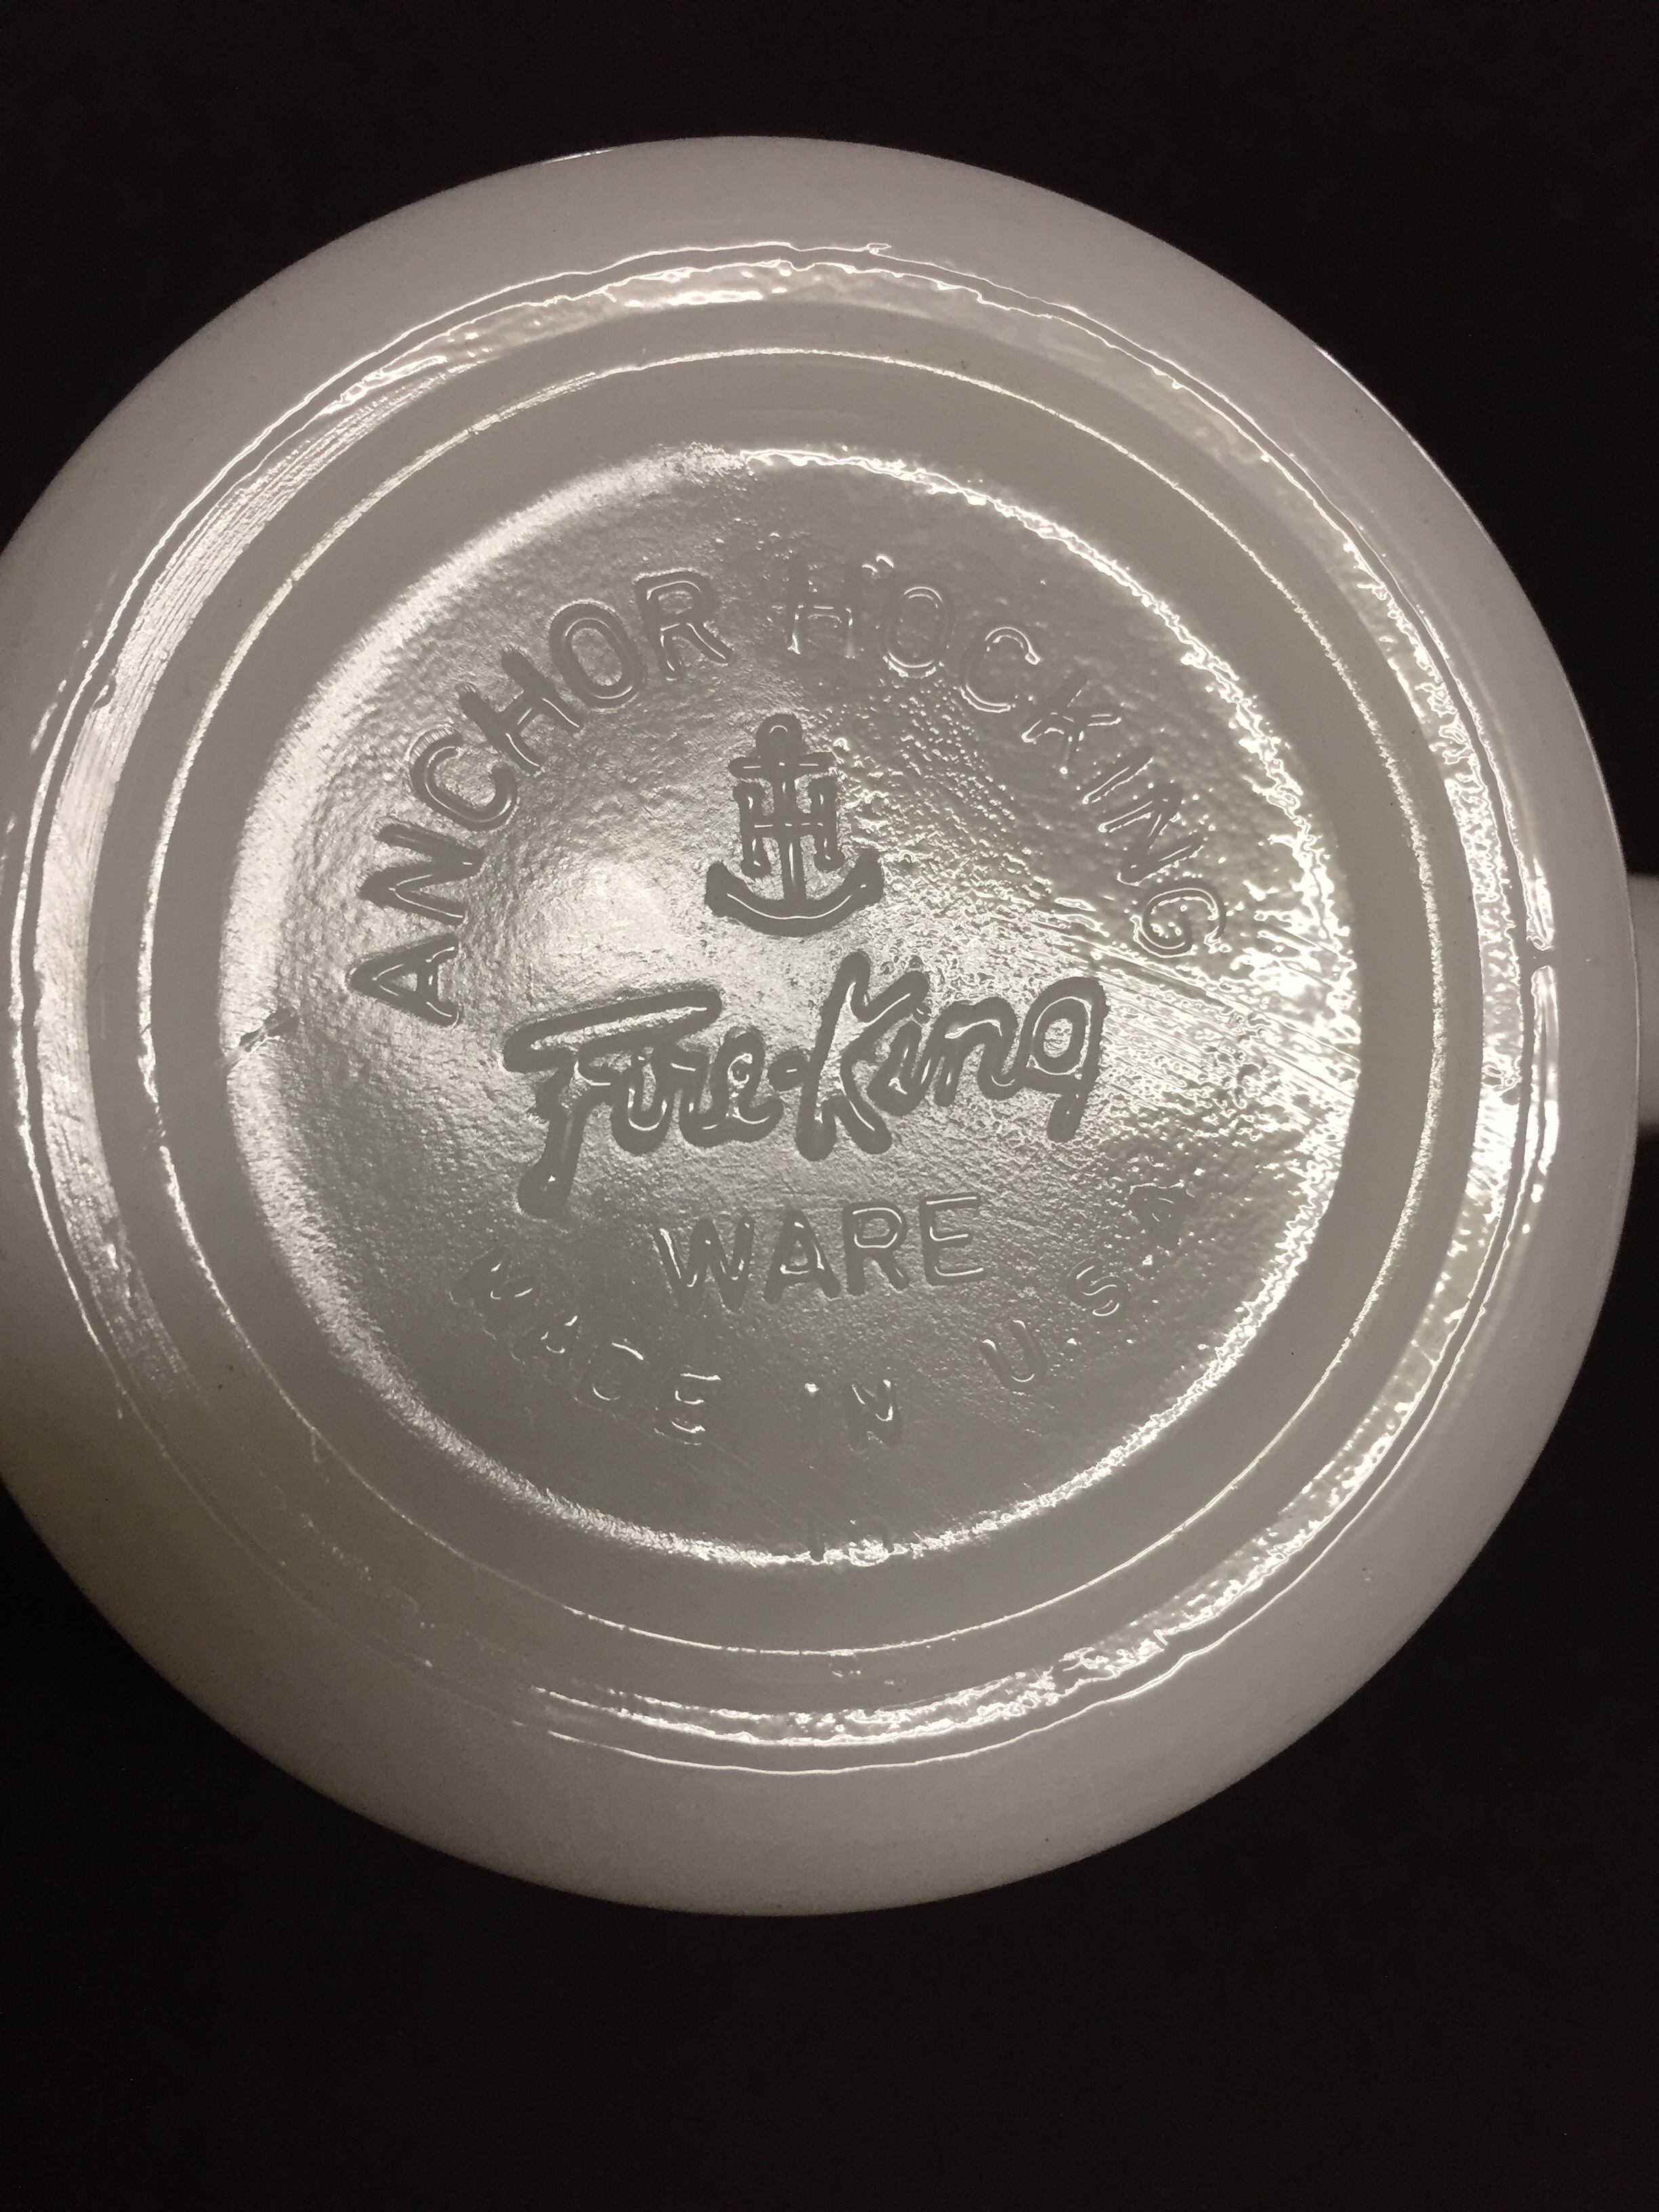 ANCHOR HOCKING
H
Fire-King
WARE
MADE IN U.S.A